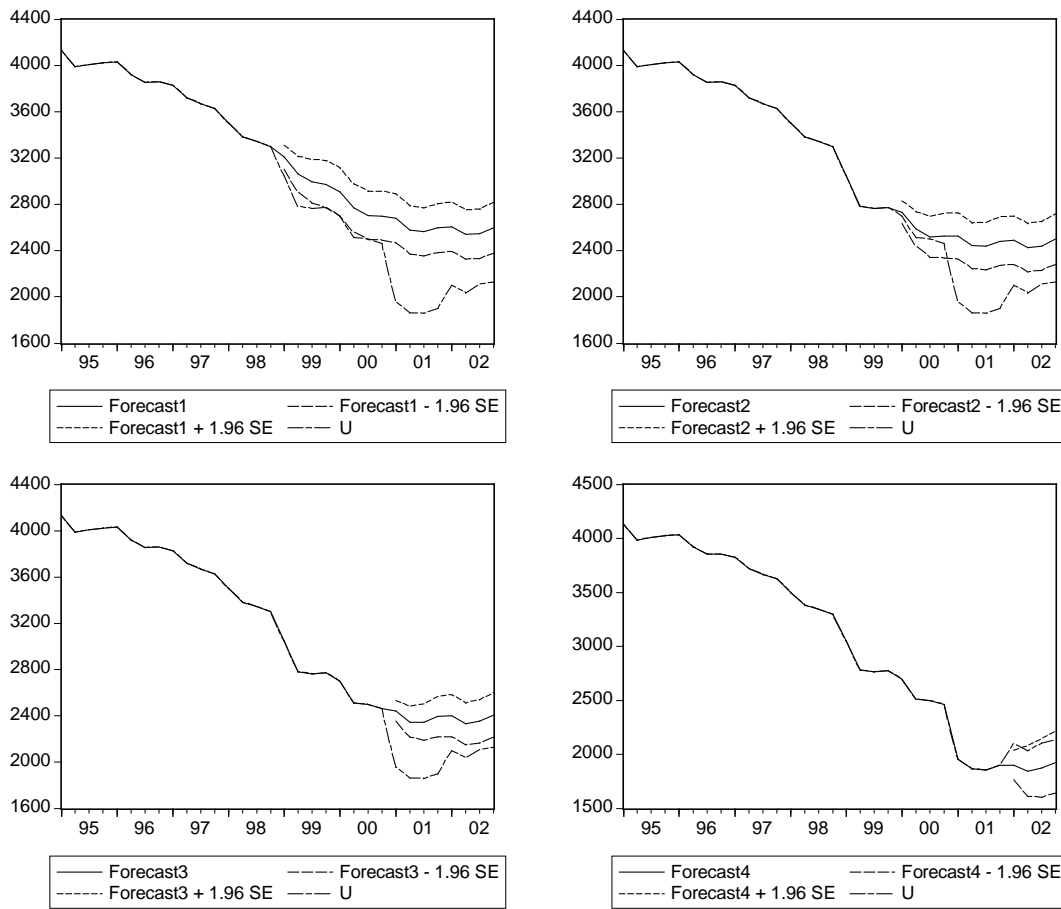 4400
4000
3600
3200
2800
2400
2000
1600
95 96 97 98 99 00 01 02
Forecast1
Forecast1 - 1.96 SE
Forecast1 + 1.96 SE
U
4400
4000
3600
3200
2800
2400
2000
1600
95 96 97 98 99 00 01 02
Forecast2
Forecast2 - 1.96 SE
Forecast2 + 1.96 SE
U
4400
4000
3600
3200
2800
2400
2000
1600
95 96 97 98 99 00 01 02
Forecast3
Forecast3 - 1.96 SE
Forecast3 + 1.96 SE
U
4500
4000
3500
3000
2500
2000
1500
95 96 97 98 99 00 01 02
Forecast4
Forecast4 - 1.96 SE
Forecast4 + 1.96 SE
U